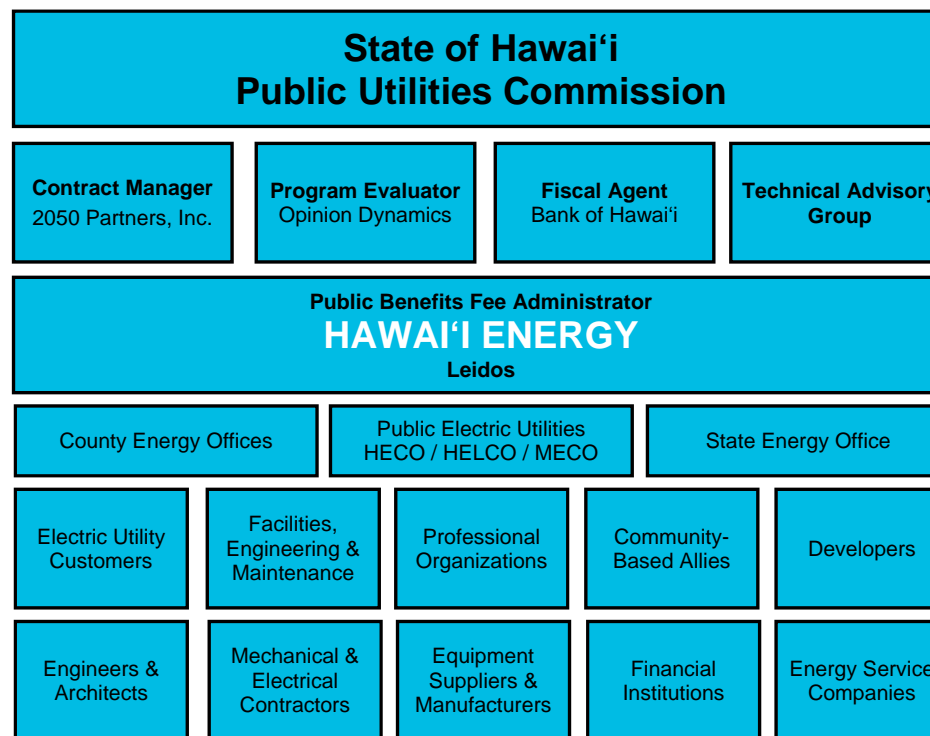 State of Hawai‘i
Public Utilities Commission
Contract Manager
2050 Partners, Inc.
Program Evaluator
Opinion Dynamics
Fiscal Agent
Bank of Hawai‘i
Technical Advisory
Group
Public Benefits Fee Administrator
HAWAI‘I ENERGY
Leidos
County Energy Offices
Public Electric Utilities
HECO / HELCO / MECO
State Energy Office
Electric Utility
Customers
Facilities,
Engineering &
Maintenance
Professional
Organizations
Community-
Based Allies
Developers
Engineers &
Architects
Mechanical &
Electrical
Contractors
Equipment
Suppliers &
Manufacturers
Financial
Institutions
Energy Service
Companies